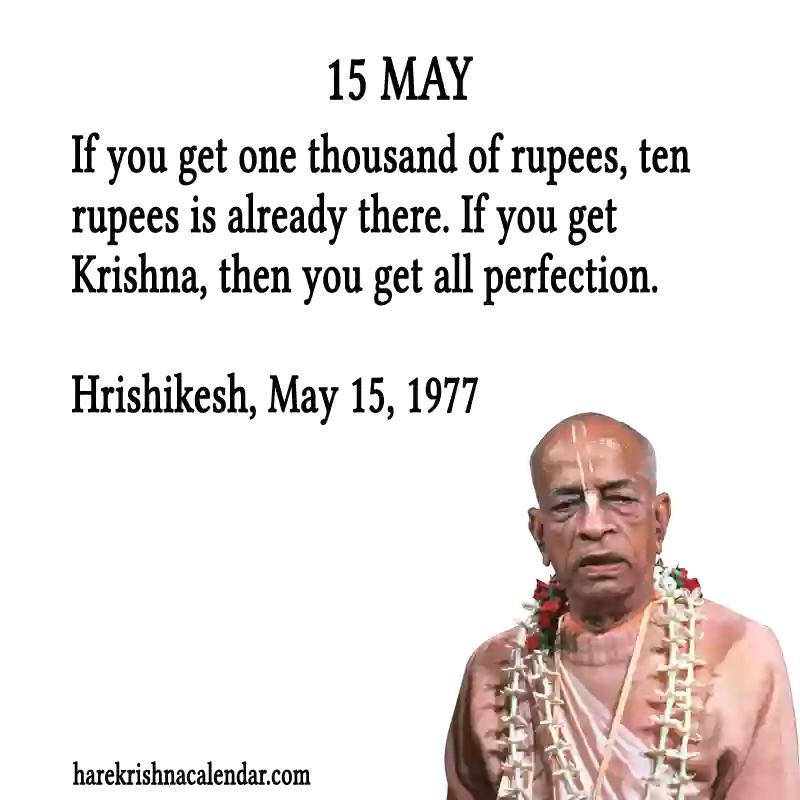 15 MAY
If you get one thousand of rupees, ten
rupees is already there. If you get
Krishna, then you get all perfection.
Hrishikesh, May 15, 1977
harekrishnacalendar.com